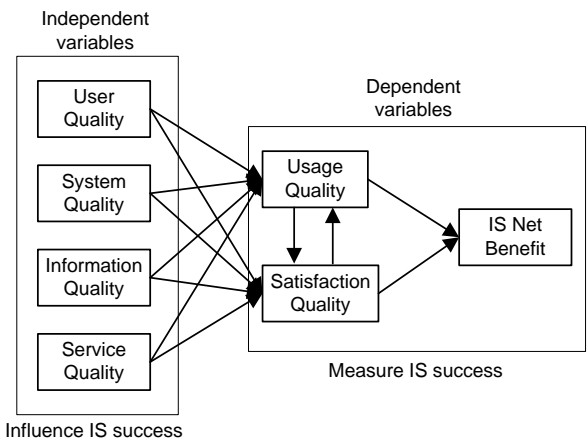 Independent
variables
User
Quality
System
Quality
Information
Quality
Service
Quality
Influence IS success
Dependent
variables
Usage
Quality
Satisfaction
Quality
IS Net
Benefit
Measure IS success